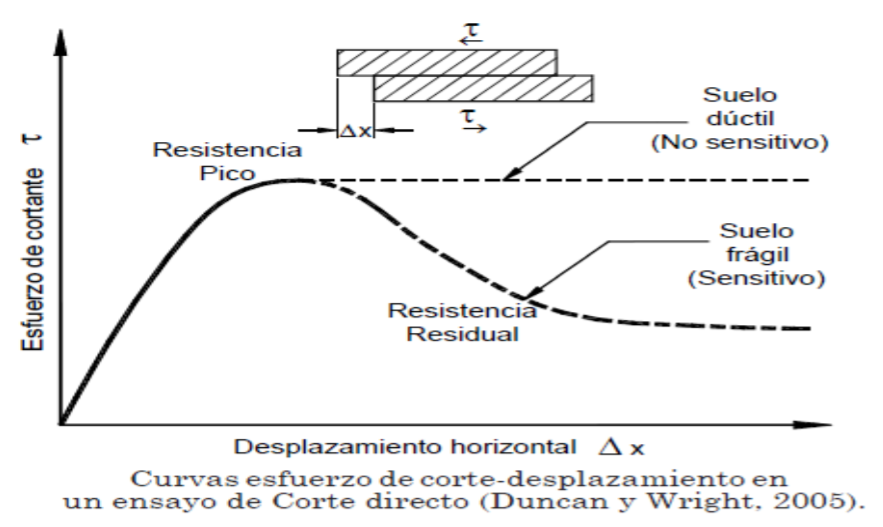 τ
Δx
τ
Suelo
dúctil
(No sensitivo)
Resistencia
Pico
Suelo
frágil
(Sensitivo)
Resistencia
Residual
Esfuerzo de cortante τ
Desplazamiento horizontal Δ x
Curvas esfuerzo de corte-desplazamiento en
un ensayo de Corte directo (Duncan y Wright, 2005).